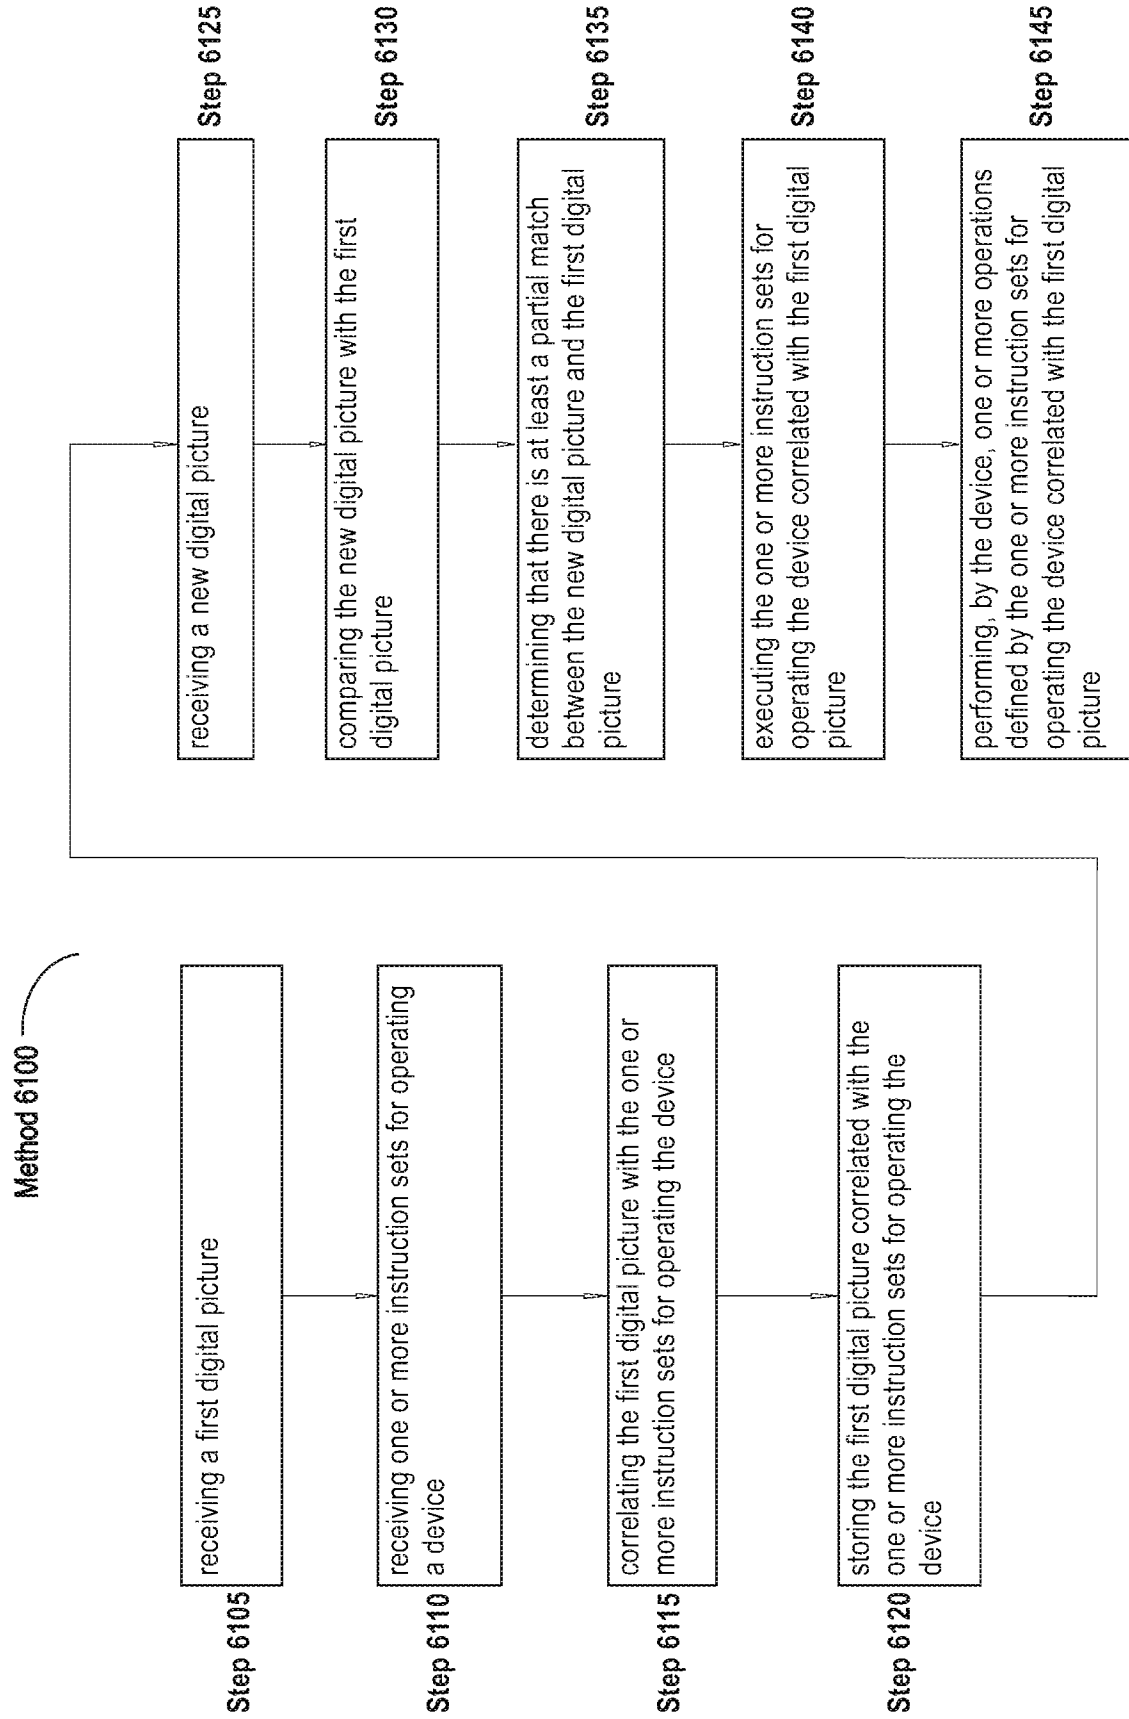 Method 6100
Step 6105
receiving a first digital picture
Step 6110
receiving one or more instruction sets for operating
a device
Step 6115
correlating the first digital picture with the one or
more instruction sets for operating the device
Step 6120
storing the first digital picture correlated with the
one or more instruction sets for operating the
device
receiving a new digital picture
Step 6125
comparing the new digital picture with the first
digital picture
Step 6130
determining that there is at least a partial match
between the new digital picture and the first digital
picture
Step 6135
executing the one or more instruction sets for
operating the device correlated with the first digital
picture
Step 6140
performing, by the device, one or more operations
defined by the one or more instruction sets for
operating the device correlated with the first digital
picture
Step 6145